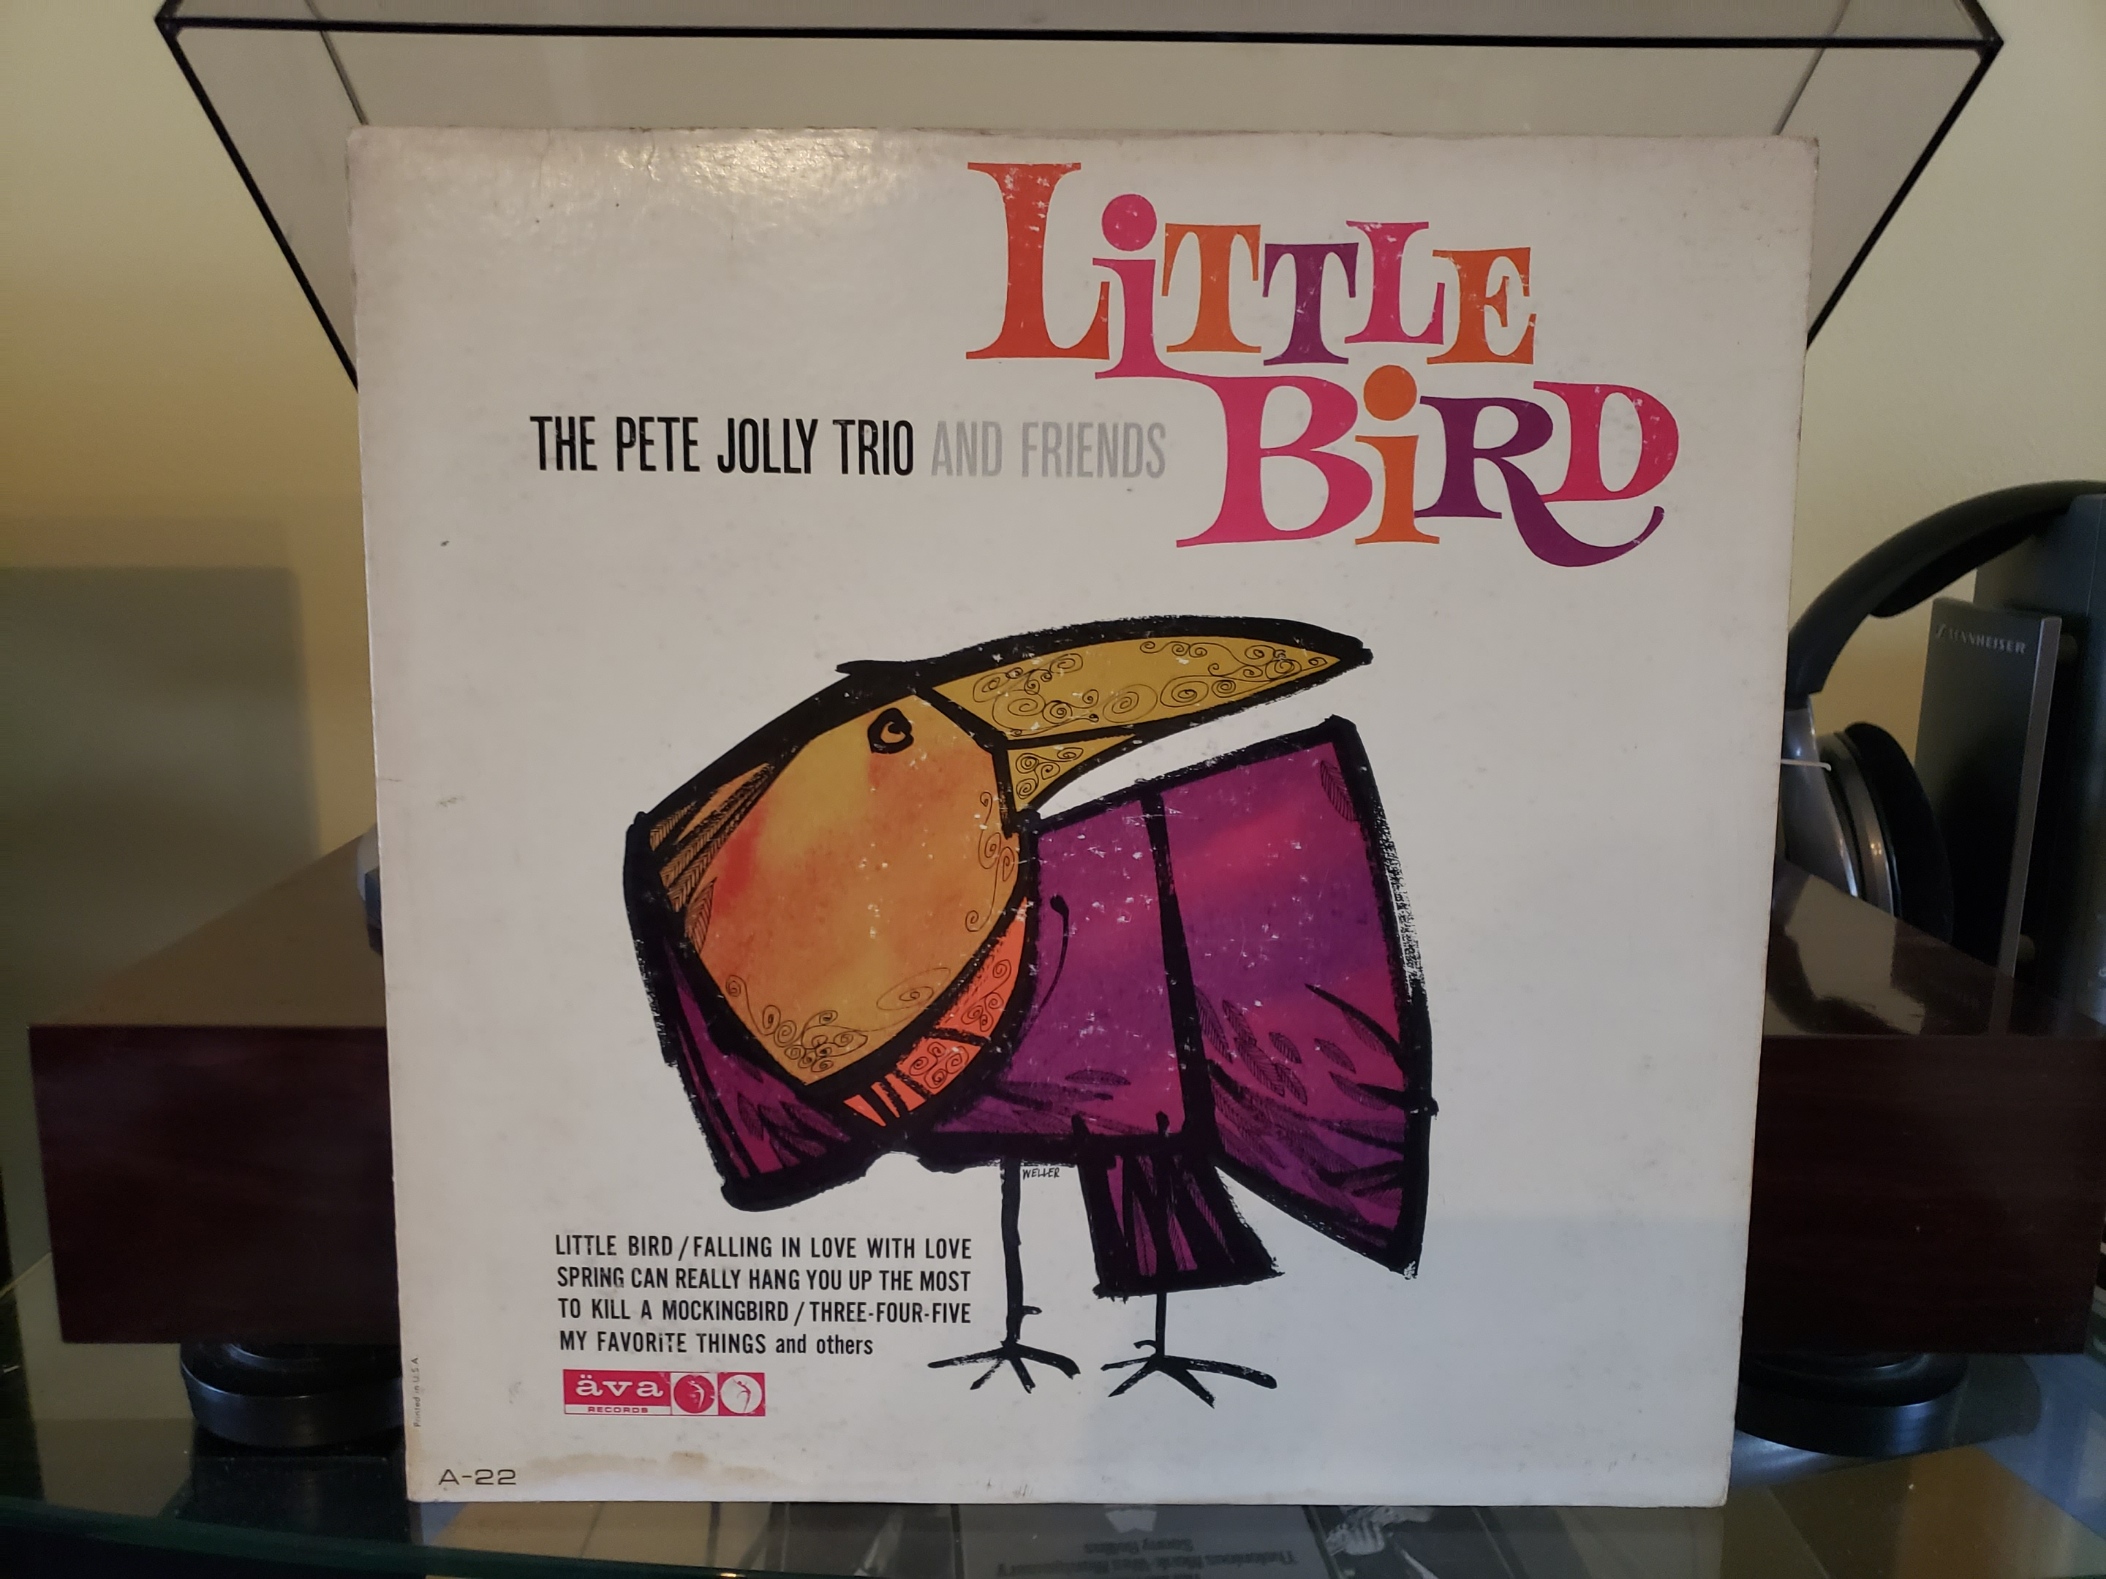 LiTTLE
BiRD
THE PETE JOLLY TRIO AND FRIENDS
SENNHEISER
WELLER
LITTLE BIRD / FALLING IN LOVE WITH LOVE
SPRING CAN REALLY HANG YOU UP THE MOST
TO KILL A MOCKINGBIRD / THREE-FOUR-FIVE
MY FAVORiTE THINGS and others
äva
RECORDS
Printed in U.S.A.
A-22
Sonny Rollins